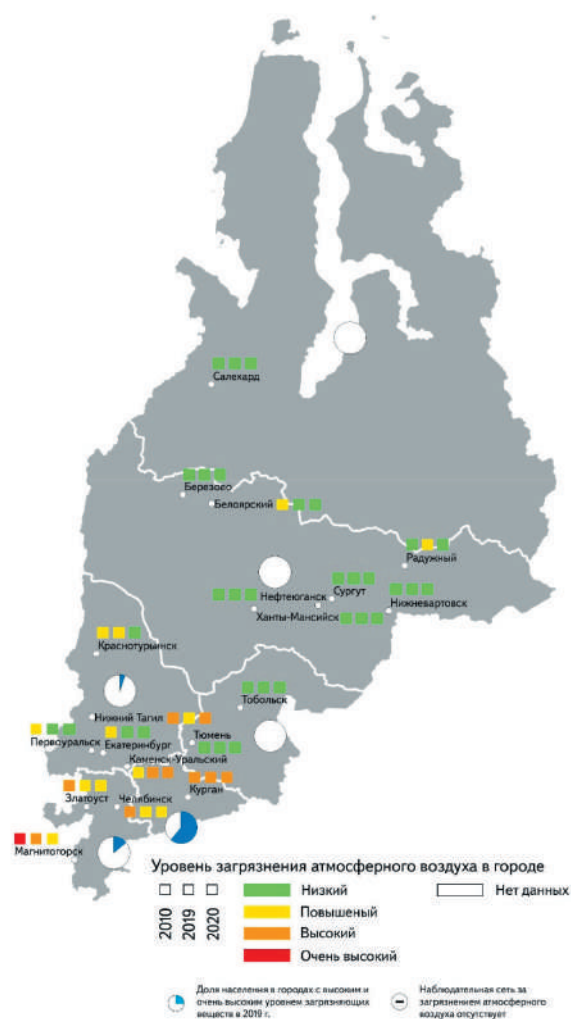 Салехард
Березово
Белоярский
Радужный
Сургут
Нефтеюганск
Нижневартовск
Ханты-Мансийск
Краснотурьинск
Тобольск
Нижний Тагил
Тюмень
Первоуральск
Екатеринбург
Каменск-Уральский
Курган
Златоуст
Челябинск
Магнитогорск
Уровень загрязнения атмосферного воздуха в городе
2010
2019
2020
Низкий
Нет данных
Повышеный
Высокий
Очень высокий
Доля населения в городах с высоким и
очень высоким уровнем загрязняющих
веществ в 2019 г.
Наблюдательная сеть за
загрязнением атмосферного
воздуха отсутствует